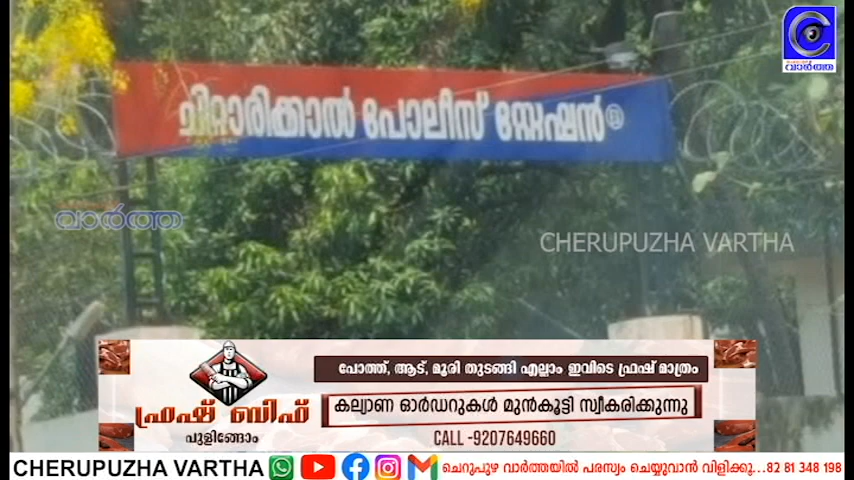 വാർത്ത
ചിറ്റാരിക്കാൽ പോലീസ് സ്റ്റേഷൻ
വാർത്ത
CHERUPUZHA VARTHA
ഫ്രഷ് ബീഫ്
പുളിങ്ങോം
പോത്ത്, ആട്, മൂരി തുടങ്ങി എല്ലാം ഇവിടെ ഫ്രഷ് മാത്രം
കല്യാണ ഓർഡറുകൾ മുൻകൂട്ടി സ്വീകരിക്കുന്നു
CALL -9207649660
CHERUPUZHA VARTHA
ചെറുപുഴ വാർത്തയിൽ പരസ്യം ചെയ്യുവാൻ വിളിക്കൂ...82 81 348 198